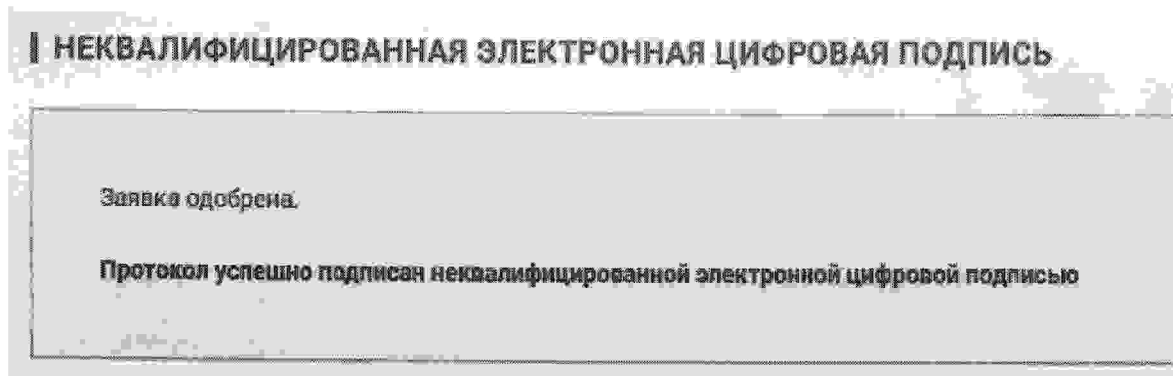 НЕКВАЛИФИЦИРОВАННАЯ ЭЛЕКТРОННАЯ ЦИФРОВАЯ ПОДПИСЬ
Заявка одобрена.
Протокол успешно подписан неквалифицированной электронной цифровой подписью